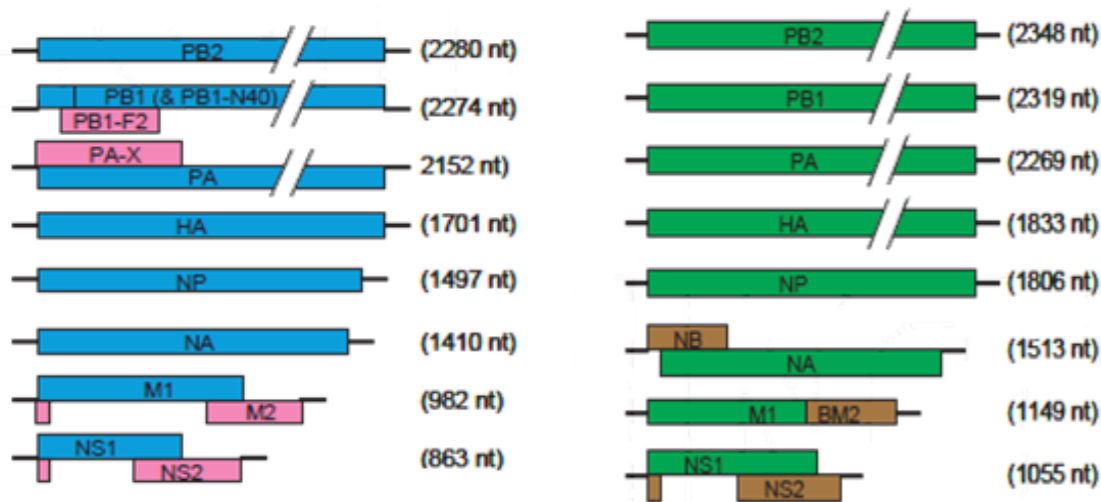 PB2 (2280 nt)
PB1 (& PB1-N40) (2274 nt)
PB1-F2
PA-X
PA 2152 nt)
HA (1701 nt)
NP (1497 nt)
NA (1410 nt)
M1 (982 nt)
M2
NS1 (863 nt)
NS2
PB2 (2348 nt)
PB1 (2319 nt)
PA (2269 nt)
HA (1833 nt)
NP (1806 nt)
NB
NA (1513 nt)
M1 BM2 (1149 nt)
NS1 (1055 nt)
NS2